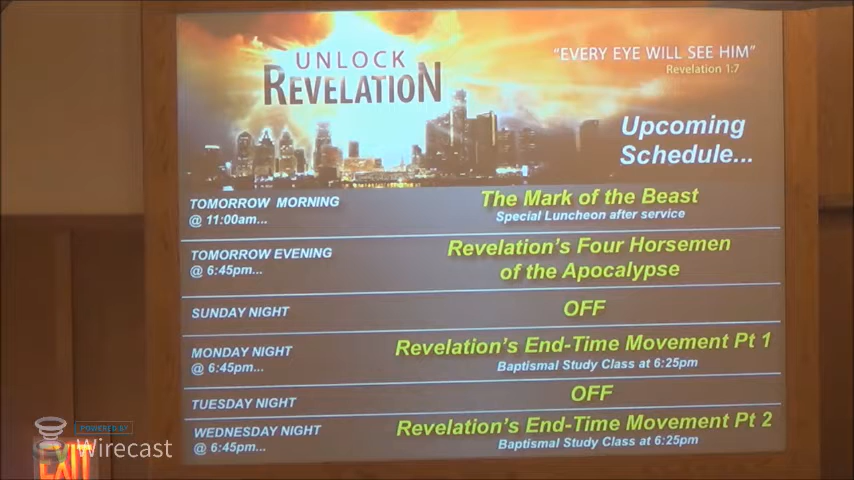 UNLOCK
REVELATION
"EVERY EYE WILL SEE HIM"
Revelation 1:7
Upcoming
Schedule...
TOMORROW MORNING
@ 11:00am...
The Mark of the Beast
Special Luncheon after service
TOMORROW EVENING
@ 6:45pm...
Revelation's Four Horsemen
of the Apocalypse
SUNDAY NIGHT
OFF
MONDAY NIGHT
@ 6:45pm...
Revelation's End-Time Movement Pt 1
Baptismal Study Class at 6:25pm
TUESDAY NIGHT
OFF
WEDNESDAY NIGHT
@ 6:45pm...
Revelation's End-Time Movement Pt 2
Baptismal Study Class at 6:25pm
POWERED BY
Wirecast
EXIT